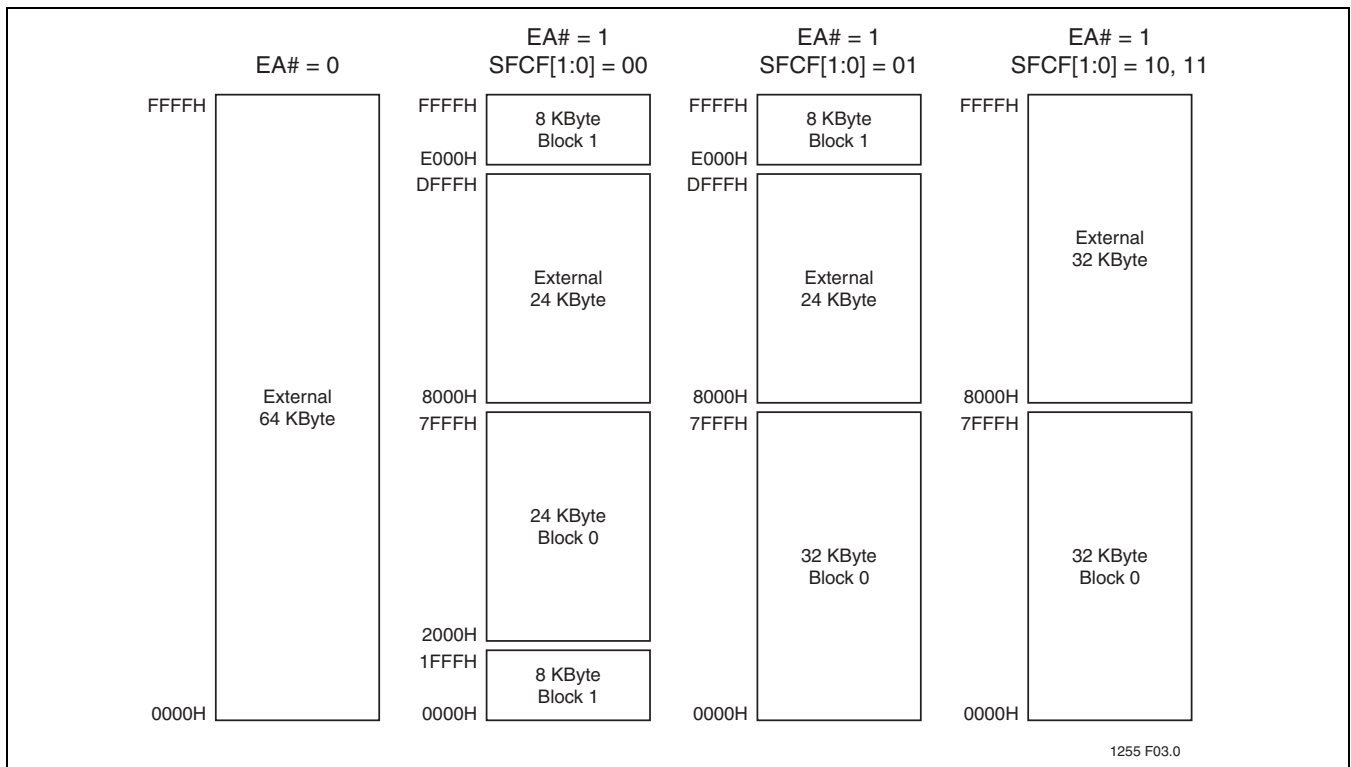 EA# = 0
FFFFH
External
64 KByte
0000H
EA# = 1
SFCF[1:0] = 00
FFFFH
8 KByte
Block 1
E000H
DFFFH
External
24 KByte
8000H
7FFFH
24 KByte
Block 0
2000H
1FFFH
8 KByte
Block 1
0000H
EA# = 1
SFCF[1:0] = 01
FFFFH
8 KByte
Block 1
E000H
DFFFH
External
24 KByte
8000H
7FFFH
32 KByte
Block 0
0000H
EA# = 1
SFCF[1:0] = 10, 11
FFFFH
External
32 KByte
8000H
7FFFH
32 KByte
Block 0
0000H
1255 F03.0